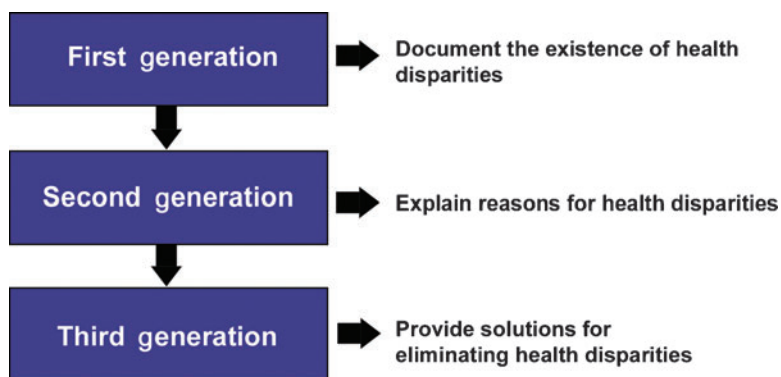 First generation
Document the existence of health
disparities
Second generation
Explain reasons for health disparities
Third generation
Provide solutions for
eliminating health disparities